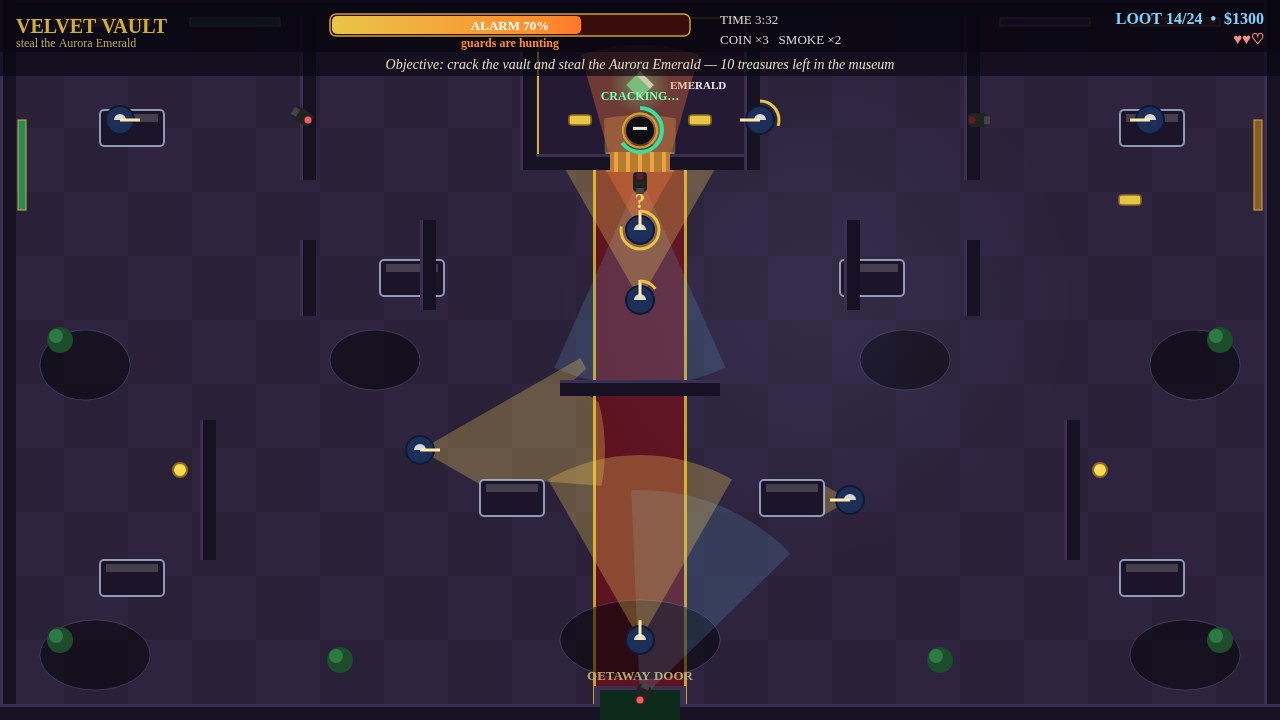 VELVET VAULT
steal the Aurora Emerald
ALARM 70%
guards are hunting
TIME 3:32
COIN ×3 SMOKE ×2
LOOT 14/24 • $1300
♥♥♡
Objective: crack the vault and steal the Aurora Emerald — 10 treasures left in the museum
EMERALD
CRACKING…
?
GETAWAY DOOR